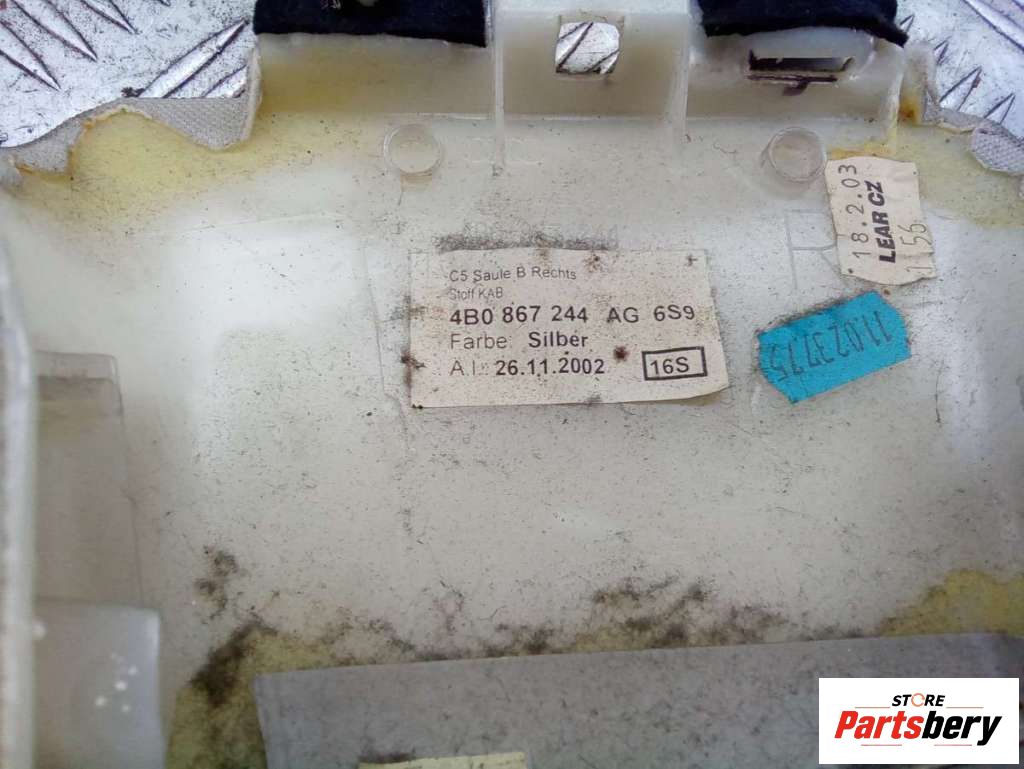 C5 Saule B Rechts
Stoff KAB
4B0 867 244 AG 6S9
Farbe: Silber
A.I.: 26.11.2002 16S
R
18.2.03
LEAR CZ
156
STORE
Partsbery